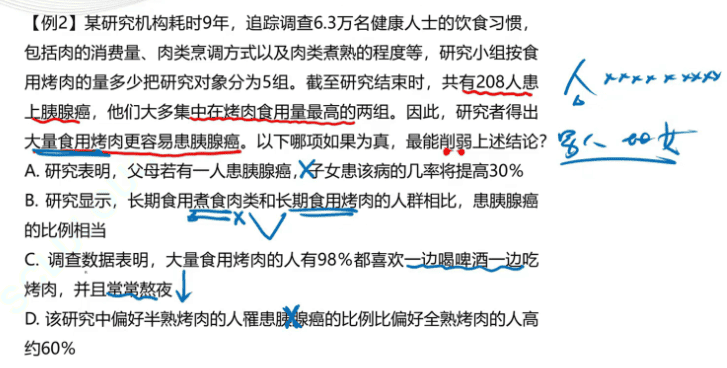 【例2】某研究机构耗时9年，追踪调查6.3万名健康人士的饮食习惯，
包括肉的消费量、肉类烹调方式以及肉类煮熟的程度等，研究小组按食
用烤肉的量多少把研究对象分为5组。截至研究结束时，共有208人患
上胰腺癌，他们大多集中在烤肉食用量最高的两组。因此，研究者得出
大量食用烤肉更容易患胰腺癌。以下哪项如果为真，最能削弱上述结论？
A. 研究表明，父母若有一人患胰腺癌，子女患该病的几率将提高30%
B. 研究显示，长期食用煮食肉类和长期食用烤肉的人群相比，患胰腺癌
的比例相当
C. 调查数据表明，大量食用烤肉的人有98%都喜欢一边喝啤酒一边吃
烤肉，并且常常熬夜
D. 该研究中偏好半熟烤肉的人罹患胰腺癌的比例比偏好全熟烤肉的人高
约60%
人
女